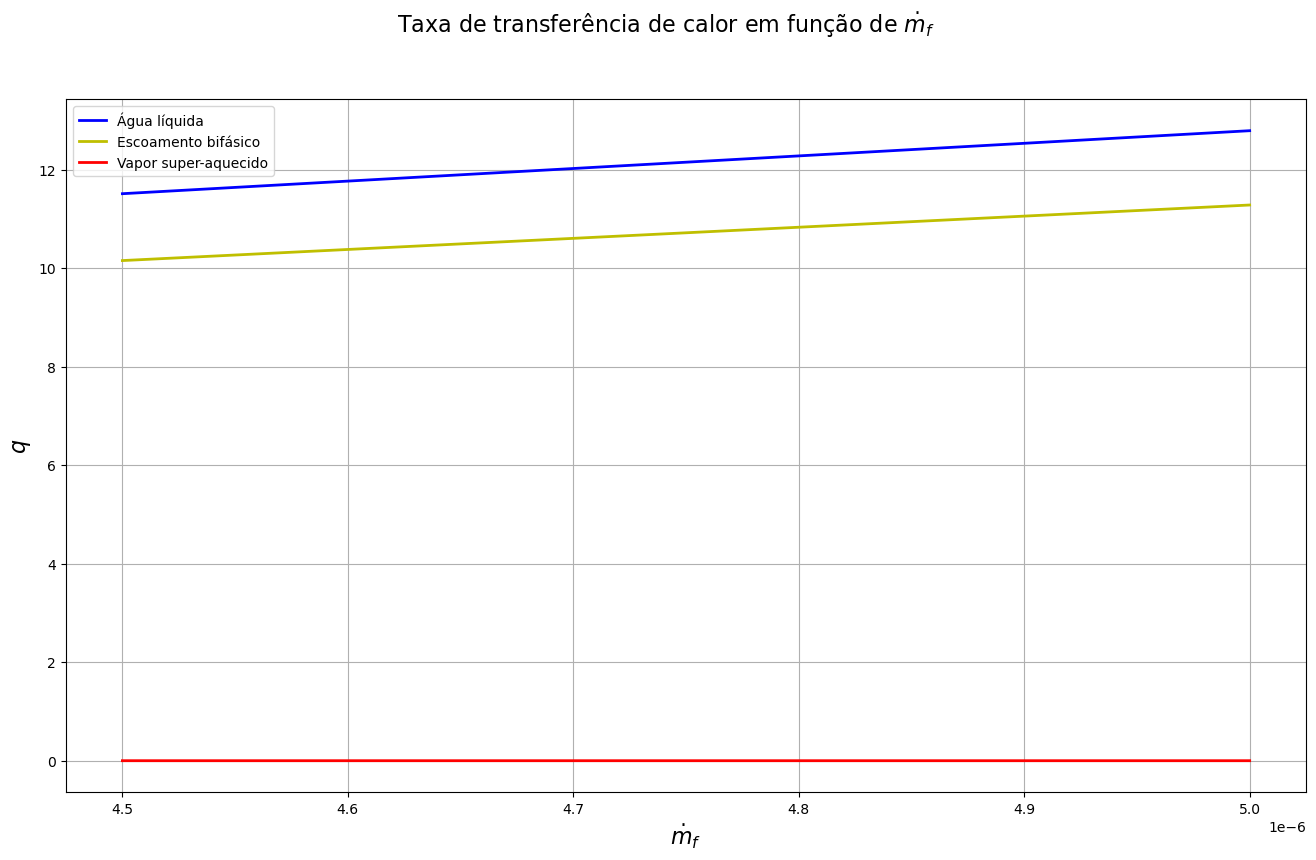 Taxa de transferência de calor em função de ṁ_f
Água líquida
Escoamento bifásico
Vapor super-aquecido
12
10
8
6
4
2
0
q
4.5 4.6 4.7 4.8 4.9 5.0
1e−6
ṁ_f